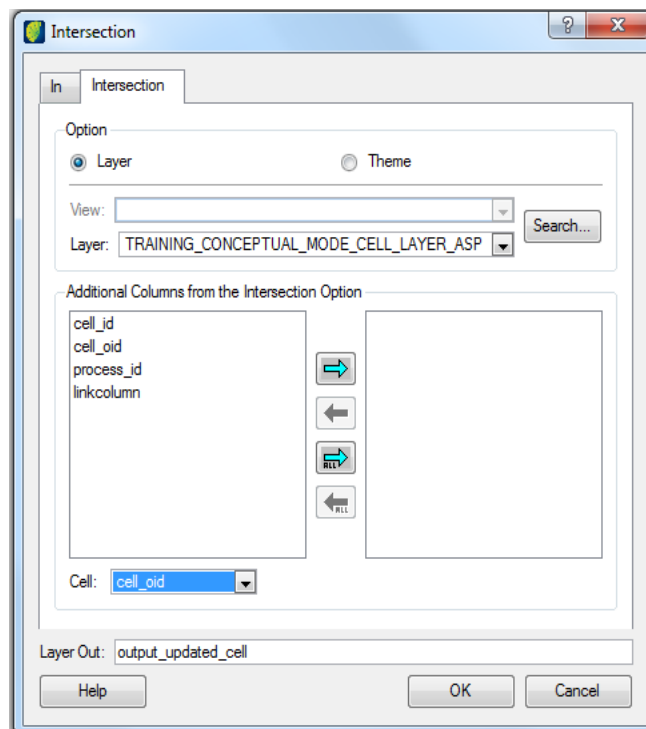 Intersection
? X
In Intersection
Option
Layer Theme
View:
Search...
Layer: TRAINING_CONCEPTUAL_MODE_CELL_LAYER_ASP
Additional Columns from the Intersection Option
cell_id
cell_oid
process_id
linkcolumn
ALL
ALL
Cell: cell_oid
Layer Out: output_updated_cell
Help OK Cancel